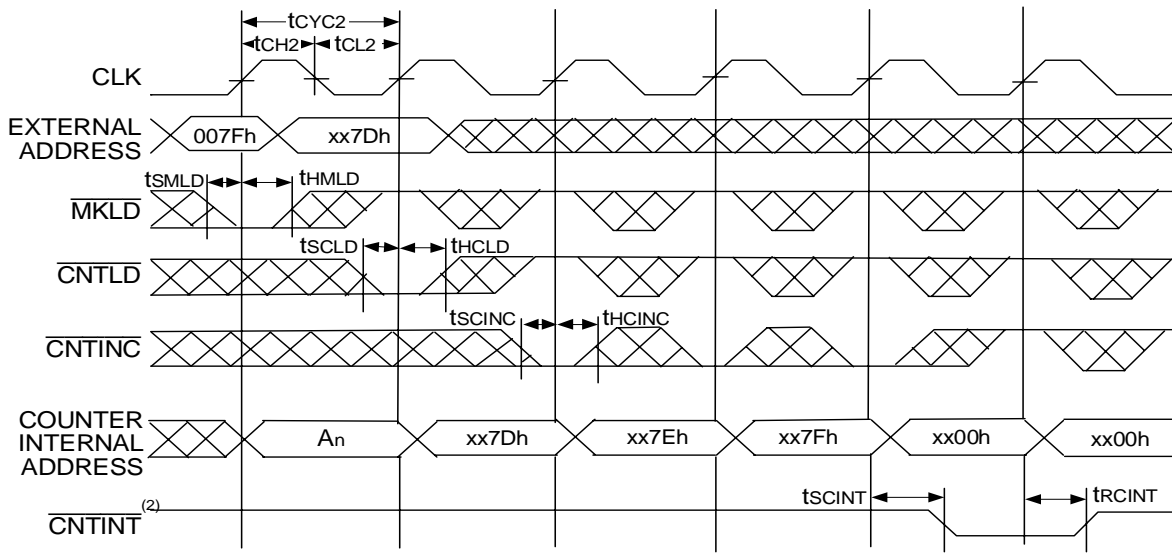 tCYC2
tCH2 tCL2
CLK
EXTERNAL
ADDRESS
007Fh xx7Dh
tSMLD tHMLD
MKLD
tSCLD tHCLD
CNTLD
tSCINC tHCINC
CNTINC
COUNTER
INTERNAL
ADDRESS
An xx7Dh xx7Eh xx7Fh xx00h xx00h
tSCINT tRCINT
CNTINT (2)